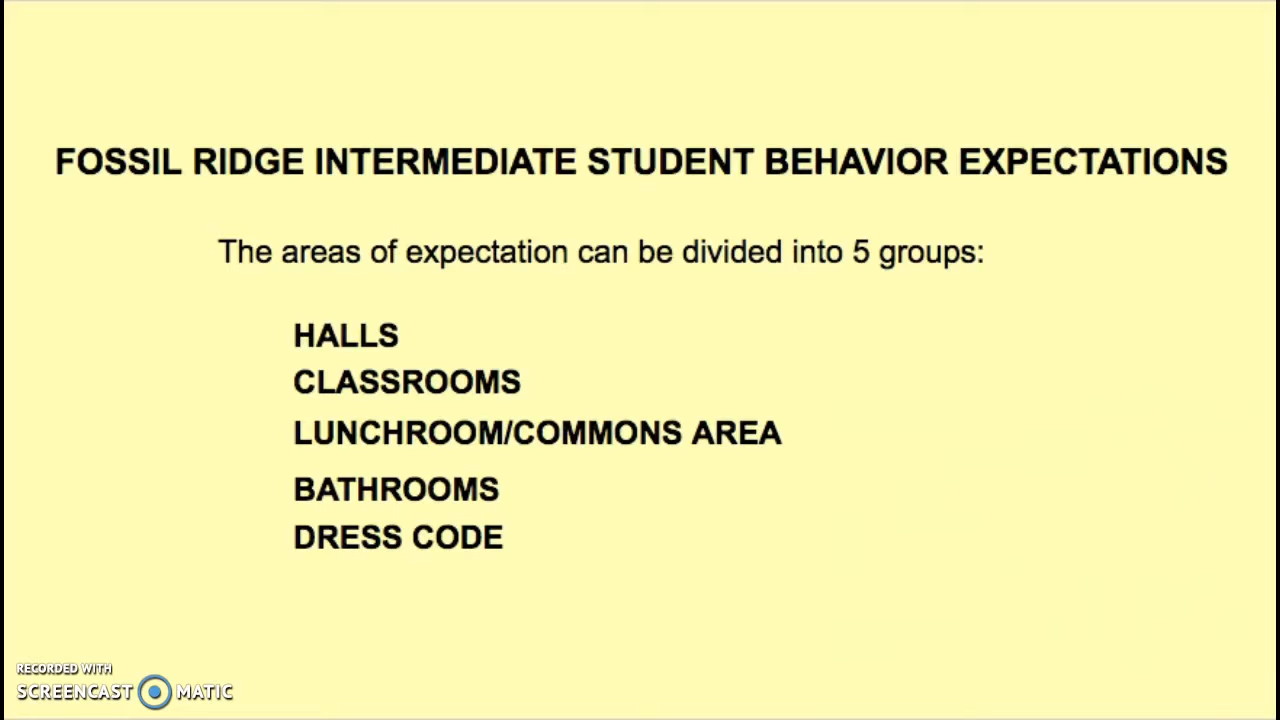 FOSSIL RIDGE INTERMEDIATE STUDENT BEHAVIOR EXPECTATIONS
The areas of expectation can be divided into 5 groups:
HALLS
CLASSROOMS
LUNCHROOM/COMMONS AREA
BATHROOMS
DRESS CODE
RECORDED WITH
SCREENCAST MATIC